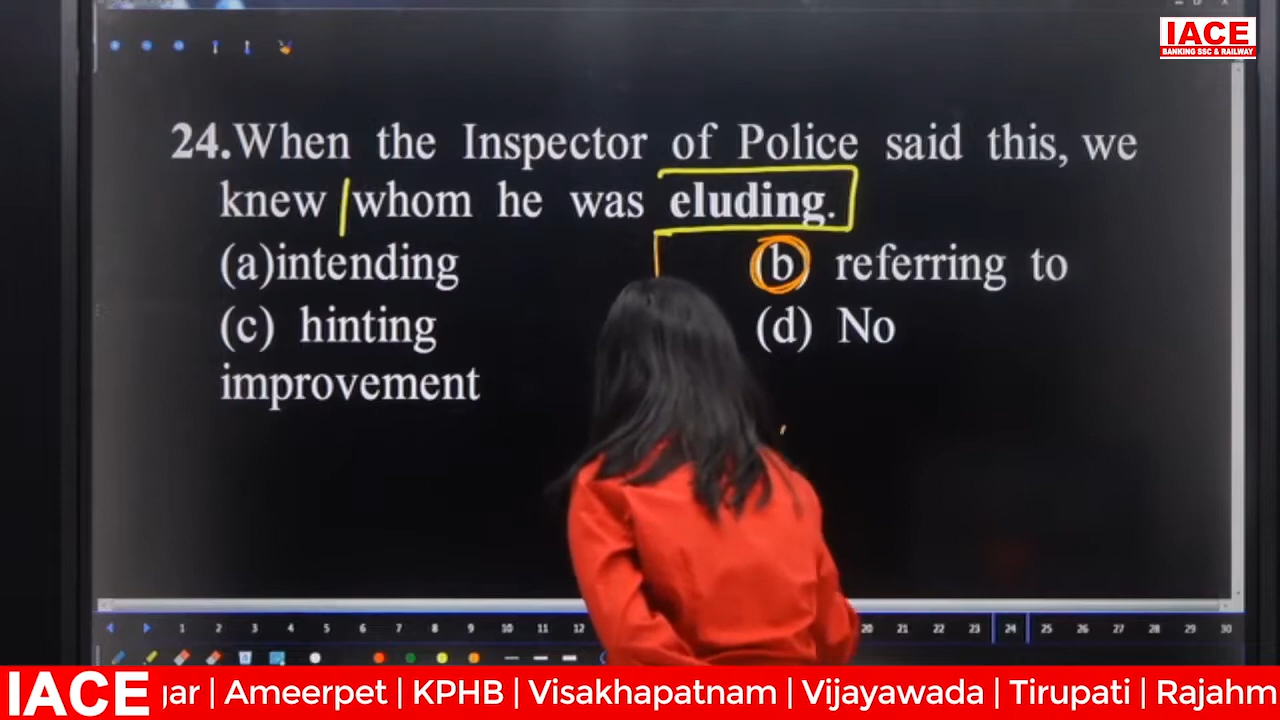 IACE
BANKING SSC & RAILWAY
24.When the Inspector of Police said this, we
knew whom he was eluding.
(a)intending (b) referring to
(c) hinting (d) No
improvement
1 2 3 4 5 6 7 8 9 10 11 12 20 21 22 23 24 25 26 27 28 29 30
IACE gar | Ameerpet | KPHB | Visakhapatnam | Vijayawada | Tirupati | Rajahm